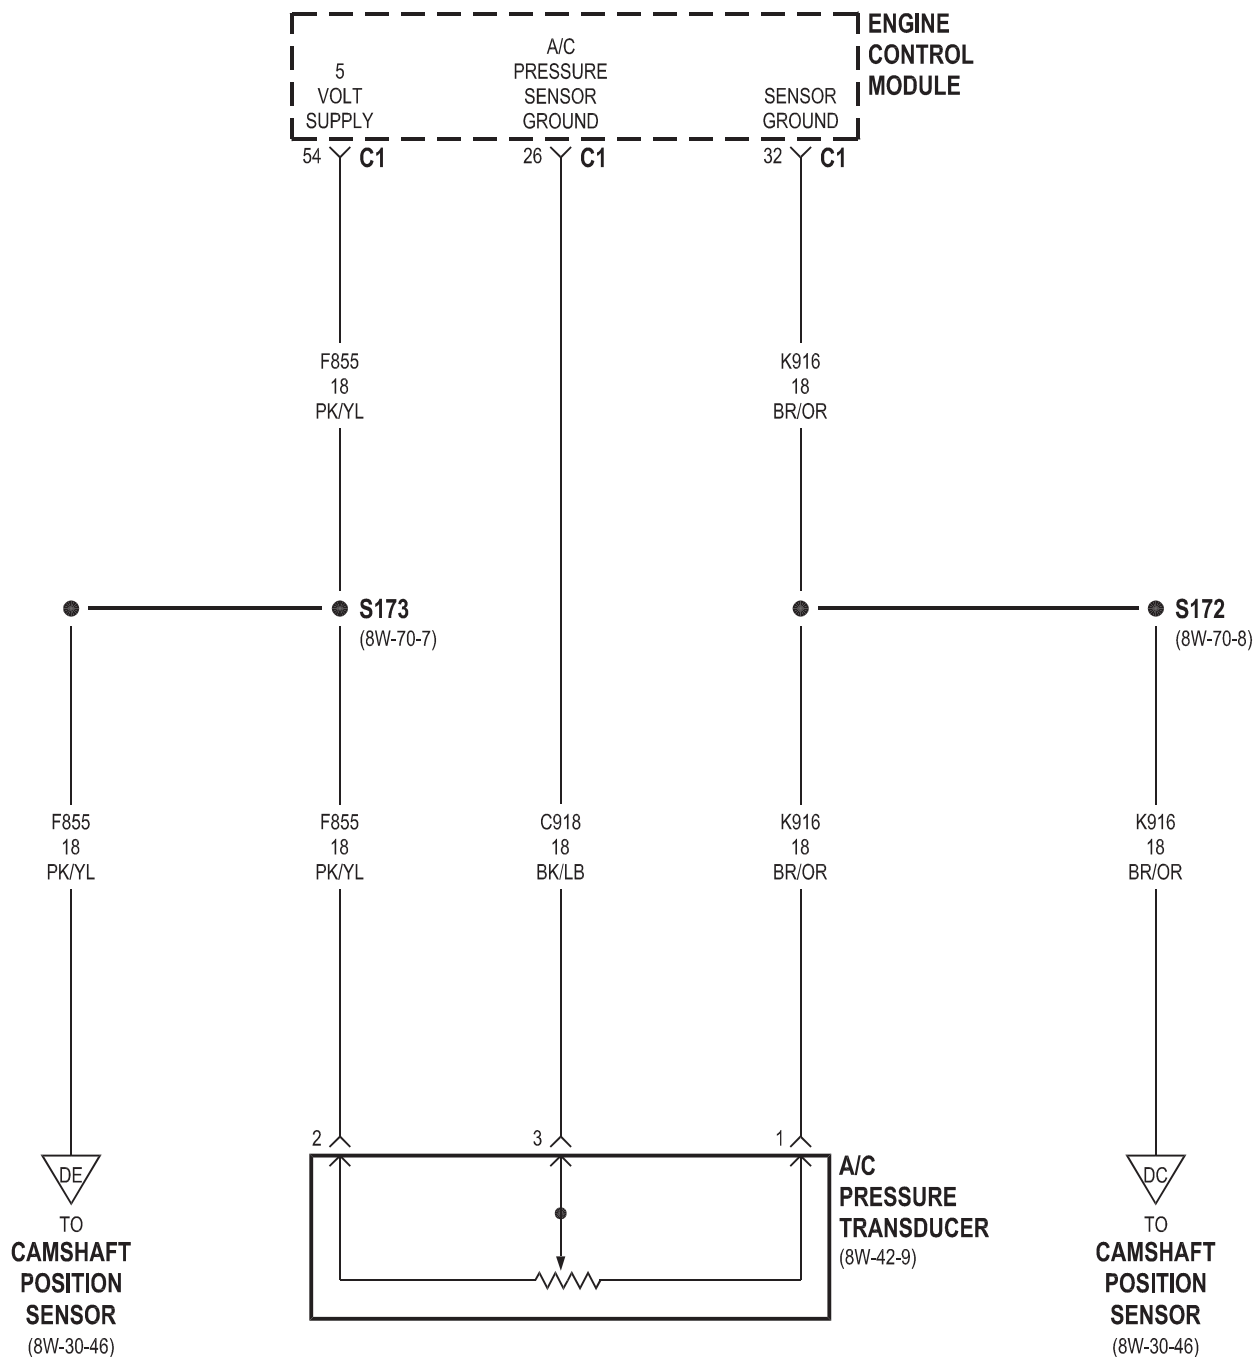 ENGINE
CONTROL
MODULE
5
VOLT
SUPPLY
A/C
PRESSURE
SENSOR
GROUND
SENSOR
GROUND
54 C1
26 C1
32 C1
F855
18
PK/YL
K916
18
BR/OR
S173
(8W-70-7)
S172
(8W-70-8)
F855
18
PK/YL
F855
18
PK/YL
C918
18
BK/LB
K916
18
BR/OR
K916
18
BR/OR
2
3
1
A/C
PRESSURE
TRANSDUCER
(8W-42-9)
DE
TO
CAMSHAFT
POSITION
SENSOR
(8W-30-46)
DC
TO
CAMSHAFT
POSITION
SENSOR
(8W-30-46)